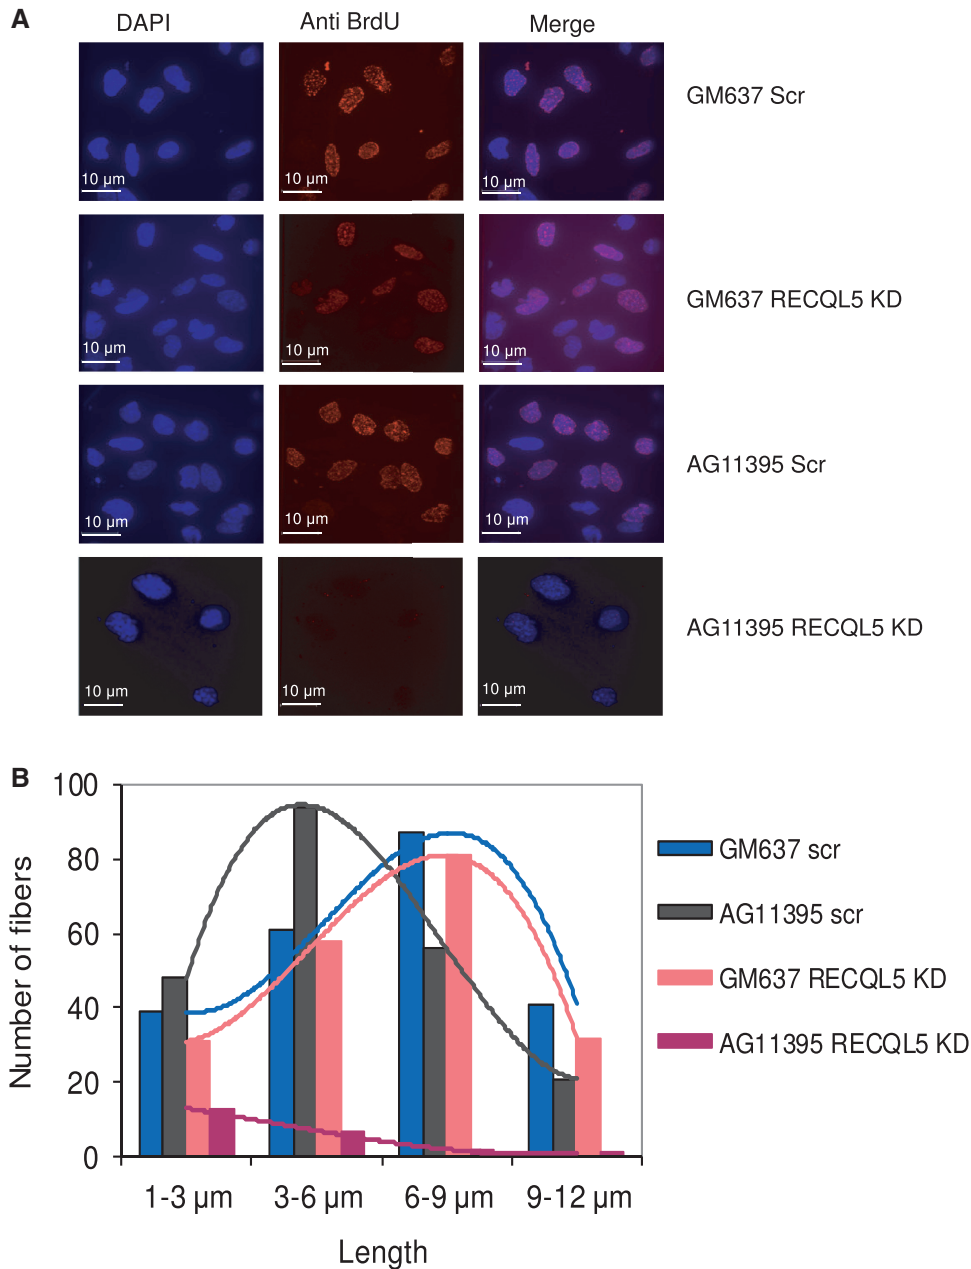 A
DAPI Anti BrdU Merge
10 µm 10 µm 10 µm
GM637 Scr
10 µm 10 µm 10 µm
GM637 RECQL5 KD
10 µm 10 µm 10 µm
AG11395 Scr
10 µm 10 µm 10 µm
AG11395 RECQL5 KD
B
Number of fibers
100
80
60
40
20
0
1-3 µm 3-6 µm 6-9 µm 9-12 µm
Length
GM637 scr
AG11395 scr
GM637 RECQL5 KD
AG11395 RECQL5 KD